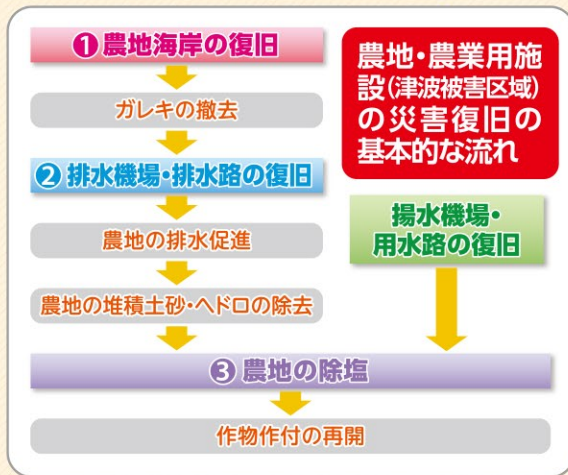 ❶農地海岸の復旧
ガレキの撤去
❷排水機場・排水路の復旧
農地の排水促進
農地の堆積土砂・ヘドロの除去
農地・農業用施
設(津波被害区域)
の災害復旧の
基本的な流れ
揚水機場・
用水路の復旧
❸農地の除塩
作物作付の再開